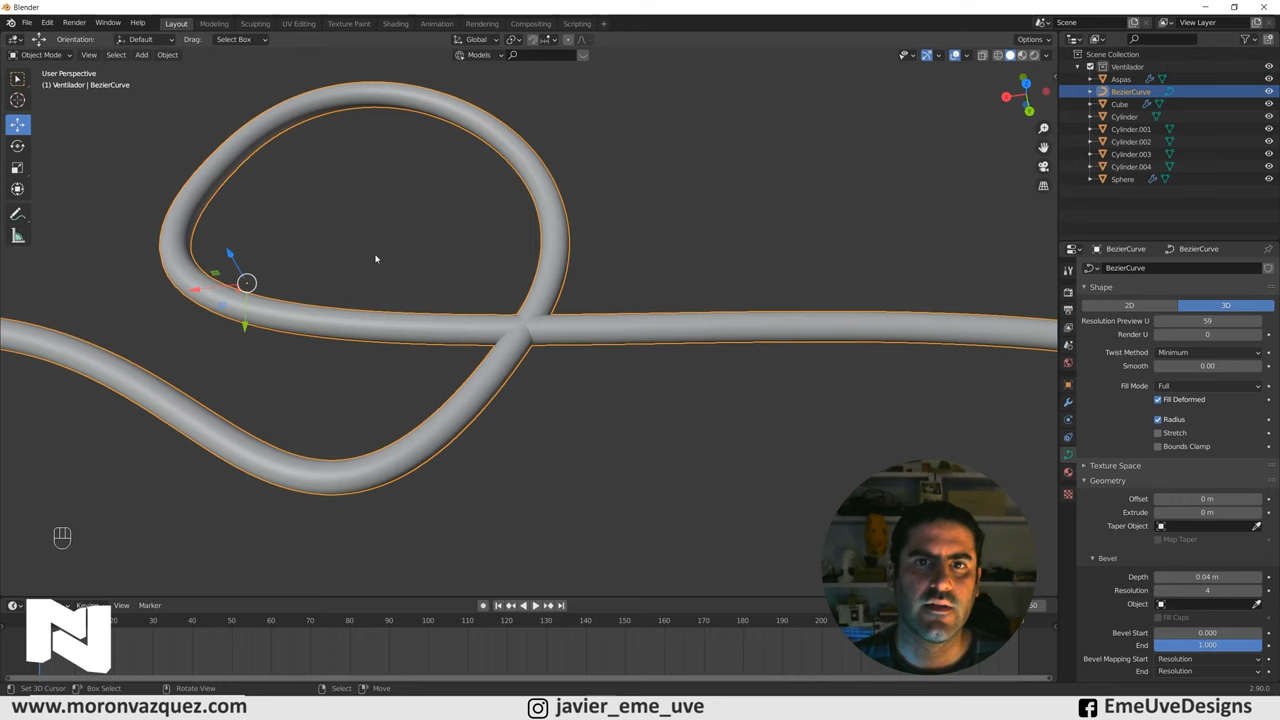 Blender
File Edit Render Window Help Layout Modeling Sculpting UV Editing Texture Paint Shading Animation Rendering Compositing Scripting + Scene View Layer
Orientation: Default Drag: Select Box Global Options
Object Mode View Select Add Object Models
User Perspective
(1) Ventilador | BezierCurve
Scene Collection
Ventilador
Aspas
BezierCurve
Cube
Cylinder
Cylinder.001
Cylinder.002
Cylinder.003
Cylinder.004
Sphere
BezierCurve BezierCurve
BezierCurve
Shape
2D 3D
Resolution Preview U 59
Render U 0
Twist Method Minimum
Smooth 0.00
Fill Mode Full
Fill Deformed
Radius
Stretch
Bounds Clamp
Texture Space
Geometry
Offset 0 m
Extrude 0 m
Taper Object
Map Taper
Bevel
Depth 0.04 m
Resolution 4
Object
Fill Caps
Bevel Start 0.000
End 1.000
Bevel Mapping Start Resolution
End Resolution
View Marker
20 30 40 50 60 70 80 90 100 110 120 130 140 150 160 170 180 190 200
N
Set 3D Cursor Box Select Rotate View Select Move 2.90.0
www.moronvazquez.com javier_eme_uve EmeUveDesigns